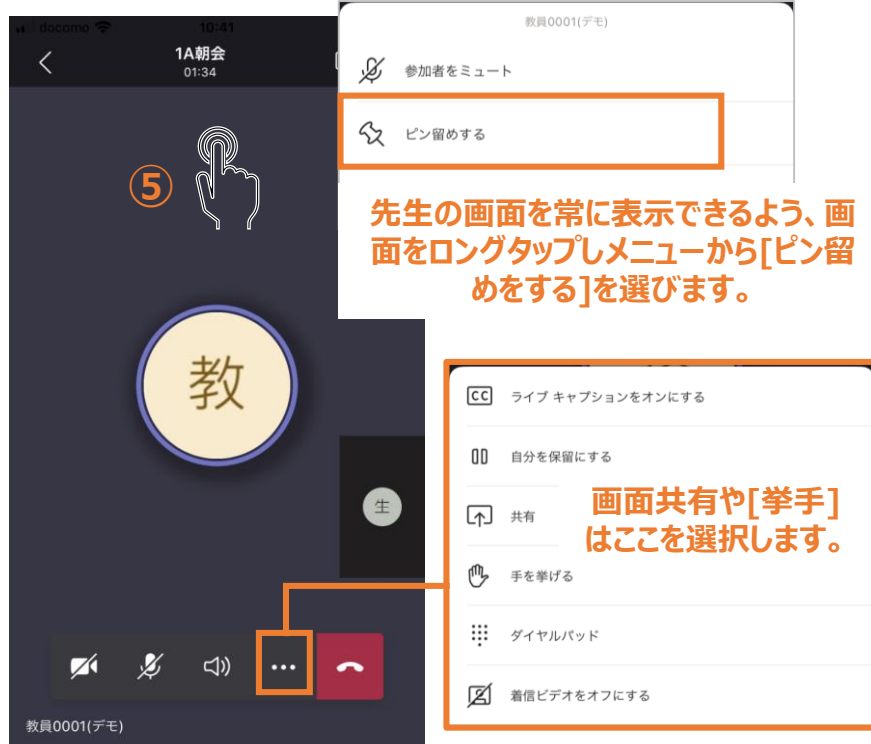 docomo 10:41
1A朝会
01:34
教員0001(デモ)
参加者をミュート
ピン留めする
⑤
先生の画面を常に表示できるよう、画
面をロングタップしメニューから[ピン留
めをする]を選びます。
教
生
CC ライブ キャプションをオンにする
自分を保留にする
共有
画面共有や[挙手]
はここを選択します。
手を挙げる
ダイヤルパッド
着信ビデオをオフにする
教員0001(デモ)